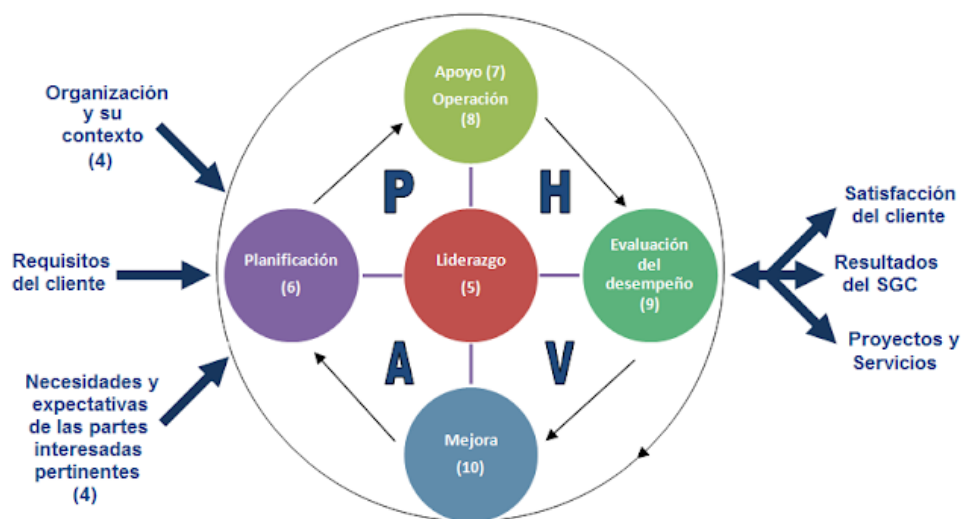 Organización
y su
contexto
(4)
Requisitos
del cliente
Necesidades y
expectativas
de las partes
interesadas
pertinentes
(4)
Apoyo (7)
Operación
(8)
P
H
Planificación
(6)
Liderazgo
(5)
Evaluación
del
desempeño
(9)
A
V
Mejora
(10)
Satisfacción
del cliente
Resultados
del SGC
Proyectos y
Servicios